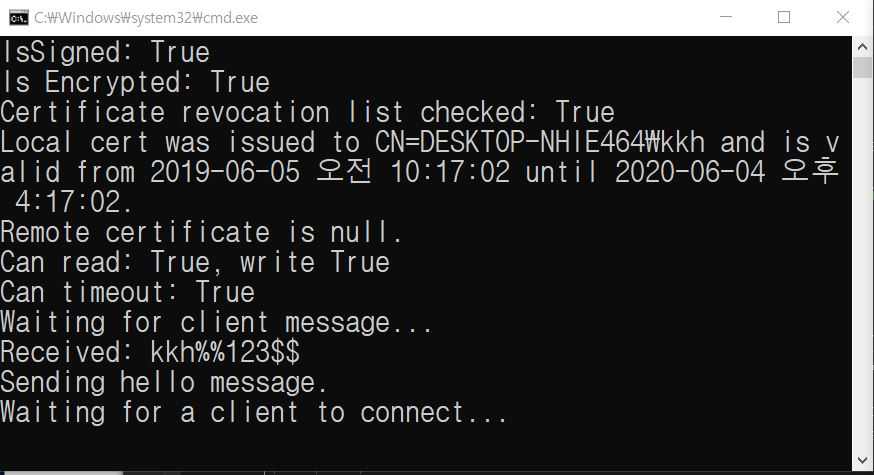 C:₩Windows₩system32₩cmd.exe
IsSigned: True
Is Encrypted: True
Certificate revocation list checked: True
Local cert was issued to CN=DESKTOP-NHIE464₩kkh and is v
alid from 2019-06-05 오전 10:17:02 until 2020-06-04 오후
 4:17:02.
Remote certificate is null.
Can read: True, write True
Can timeout: True
Waiting for client message...
Received: kkh%%123$$
Sending hello message.
Waiting for a client to connect...